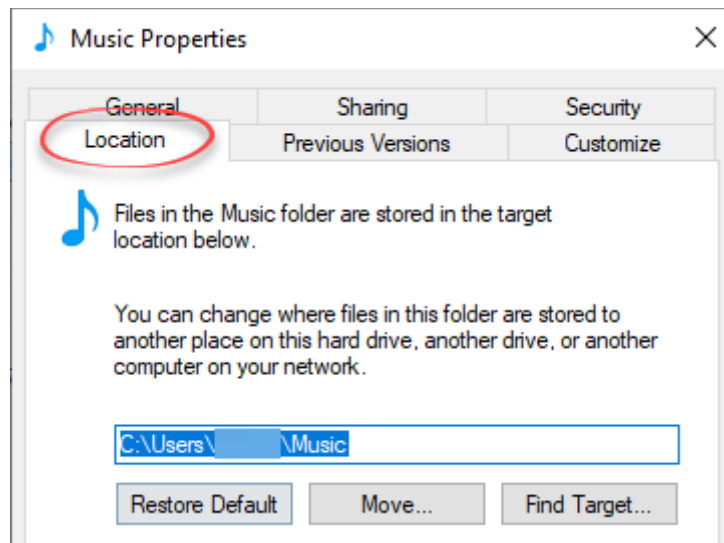 Music Properties
General Sharing Security
Location Previous Versions Customize
Files in the Music folder are stored in the target
location below.
You can change where files in this folder are stored to
another place on this hard drive, another drive, or another
computer on your network.
C:\Users\ \Music
Restore Default Move... Find Target...